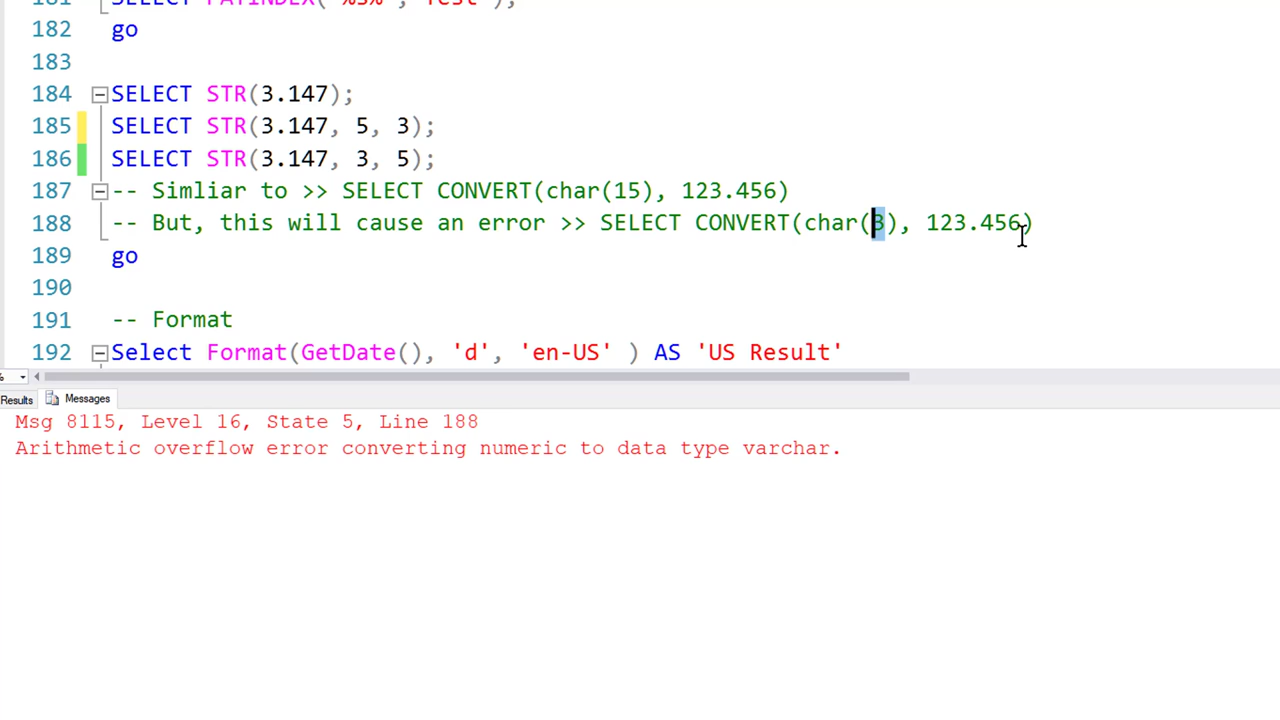 182 go
183
184 SELECT STR(3.147);
185 SELECT STR(3.147, 5, 3);
186 SELECT STR(3.147, 3, 5);
187 -- Simliar to >> SELECT CONVERT(char(15), 123.456)
188 -- But, this will cause an error >> SELECT CONVERT(char(3), 123.456)
189 go
190
191 -- Format
192 Select Format(GetDate(), 'd', 'en-US' ) AS 'US Result'
Results Messages
Msg 8115, Level 16, State 5, Line 188
Arithmetic overflow error converting numeric to data type varchar.